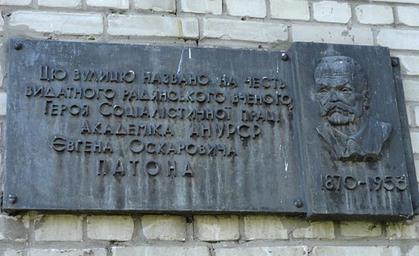 Цю вулицю названо на честь
видатного радянського вченого,
Героя Соціалістичної Праці
академіка АН УРСР
Євгена Оскаровича
ПАТОНА
1870-1953